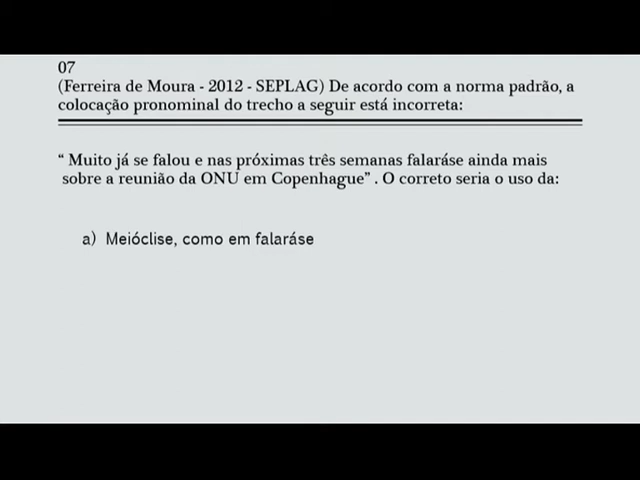 07
(Ferreira de Moura - 2012 - SEPLAG) De acordo com a norma padrão, a
colocação pronominal do trecho a seguir está incorreta:
“ Muito já se falou e nas próximas três semanas falaráse ainda mais
sobre a reunião da ONU em Copenhague” . O correto seria o uso da:
a) Meióclise, como em falaráse